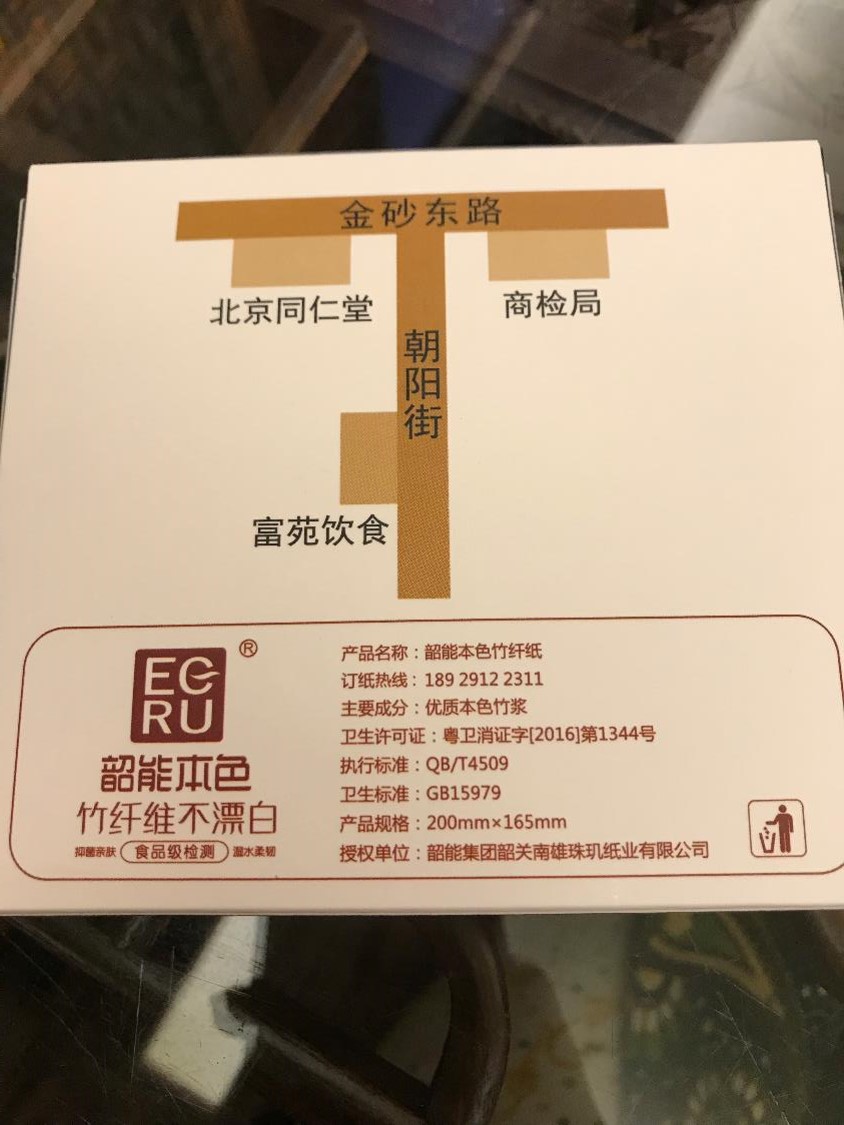 金砂东路
北京同仁堂
商检局
朝阳街
富苑饮食
ECRU®
韶能本色
竹纤维不漂白
抑菌亲肤 食品级检测 湿水柔韧
产品名称：韶能本色竹纤纸
订纸热线：189 2912 2311
主要成分：优质本色竹浆
卫生许可证：粤卫消证字[2016]第1344号
执行标准：QB/T4509
卫生标准：GB15979
产品规格：200mm×165mm
授权单位：韶能集团韶关南雄珠玑纸业有限公司